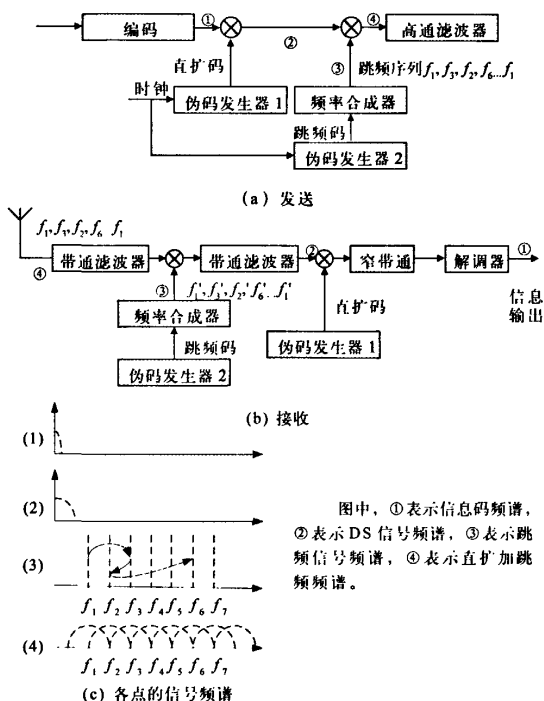 编码
①
②
④
高通滤波器
直扩码
③
跳频序列f₁,f₃,f₂,f₆...f₁
时钟
伪码发生器1
频率合成器
跳频码
伪码发生器2
(a) 发送
f₁,f₃,f₂,f₆ f₁
④
带通滤波器
带通滤波器
②
窄带通
解调器
①
③
f₁',f₃',f₂',f₆'...f₁'
频率合成器
直扩码
信息
输出
跳频码
伪码发生器2
伪码发生器1
(b) 接收
(1)
(2)
(3)
f₁ f₂ f₃ f₄ f₅ f₆ f₇
(4)
f₁ f₂ f₃ f₄ f₅ f₆ f₇
(c) 各点的信号频谱
图中，①表示信息码频谱，
②表示 DS 信号频谱，③表示跳
频信号频谱，④表示直扩加跳
频频谱。